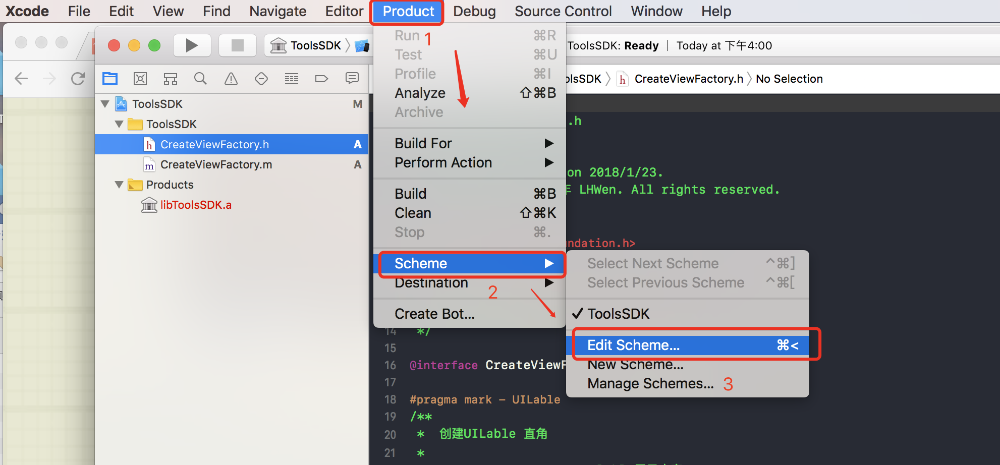 Xcode File Edit View Find Navigate Editor Product Debug Source Control Window Help
ToolsSDK
ToolsSDK: Ready | Today at 下午4:00
CreateViewFactory.h No Selection
ToolsSDK M
ToolsSDK
CreateViewFactory.h A
CreateViewFactory.m A
Products
libToolsSDK.a
Run ⌘R
1
Test ⌘U
Profile ⌘I
Analyze ⇧⌘B
Archive
Build For
Perform Action
Build ⌘B
Clean ⇧⌘K
Stop ⌘.
Scheme
Destination
2
Create Bot...
Select Next Scheme ^⌘]
Select Previous Scheme ^⌘[
✓ ToolsSDK
Edit Scheme... ⌘<
New Scheme...
Manage Schemes... 3
.h
on 2018/1/23.
LHWen. All rights reserved.
ndation.h>
14 */
15
16 @interface CreateViewF
17
18 #pragma mark - UILable
19 /**
20 * 创建UILable 直角
21 *